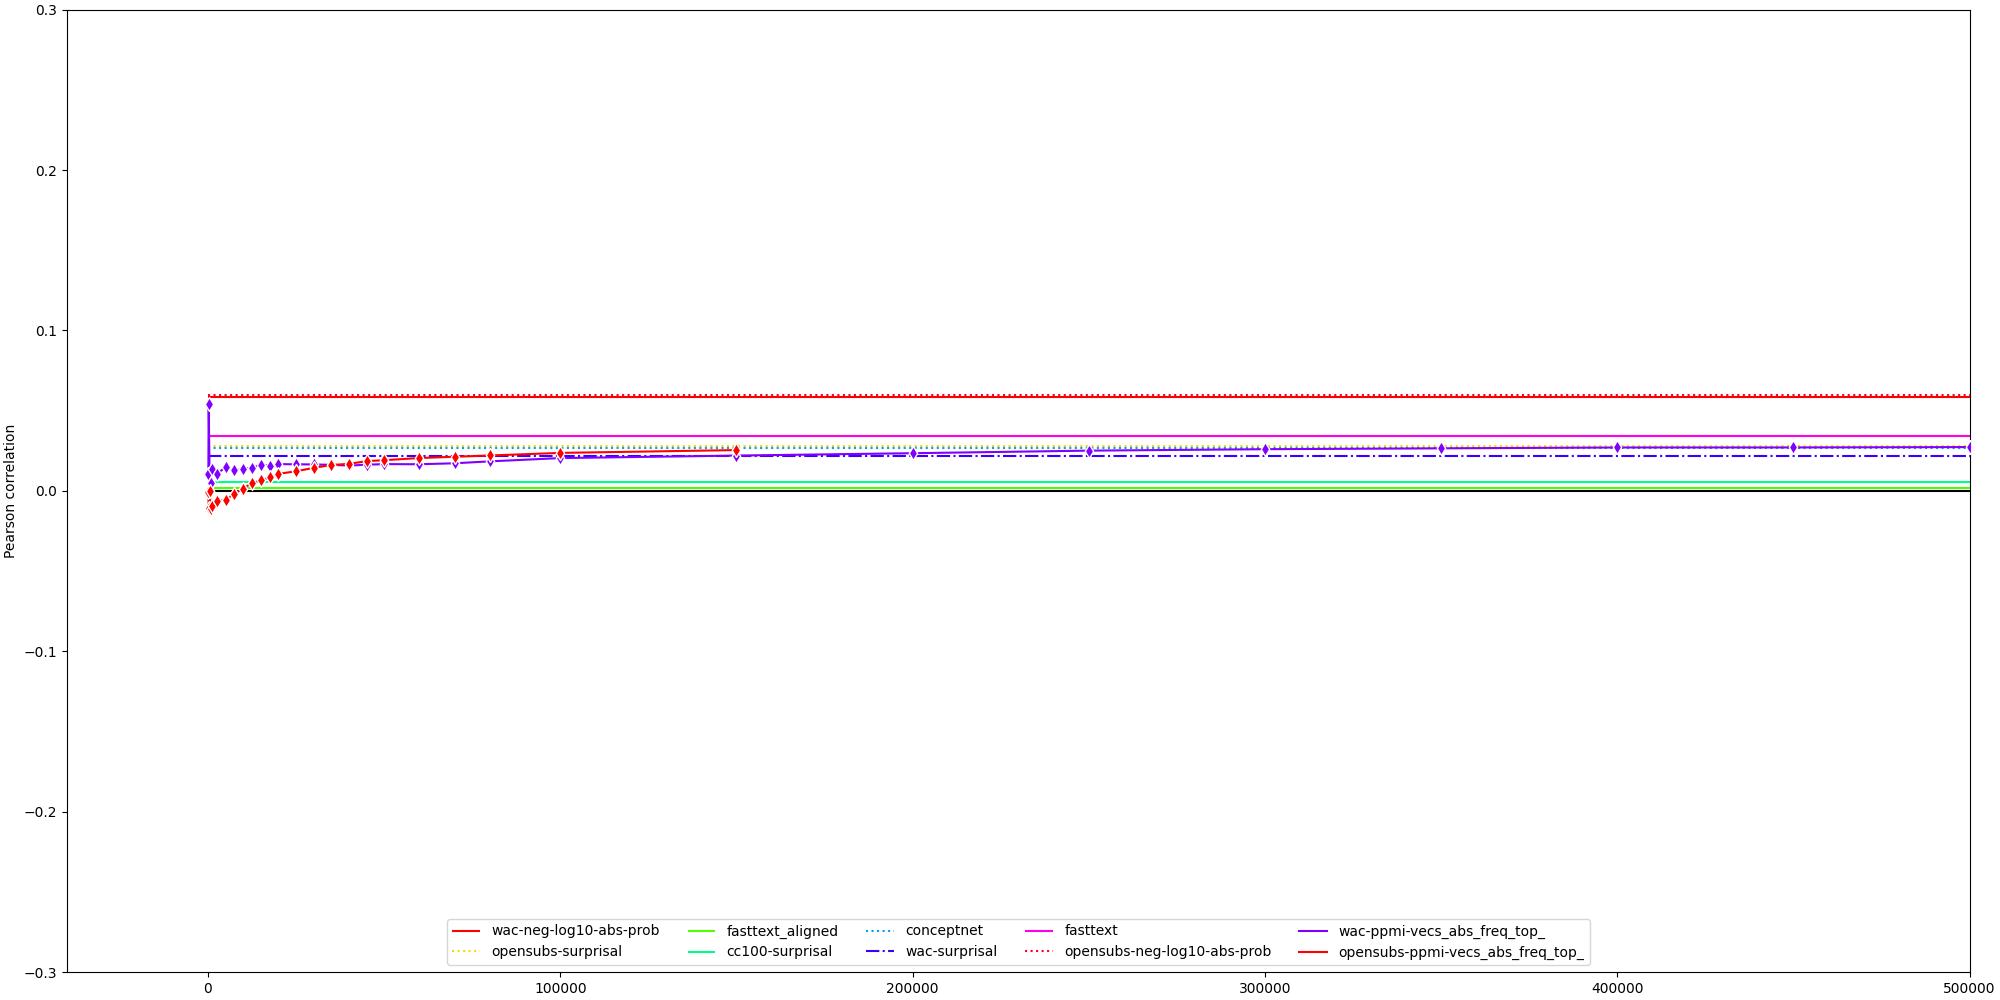 0.3
0.2
0.1
0.0
−0.1
−0.2
−0.3
Pearson correlation
wac-neg-log10-abs-prob
opensubs-surprisal
fasttext_aligned
cc100-surprisal
conceptnet
wac-surprisal
fasttext
opensubs-neg-log10-abs-prob
wac-ppmi-vecs_abs_freq_top_
opensubs-ppmi-vecs_abs_freq_top_
0 100000 200000 300000 400000 500000